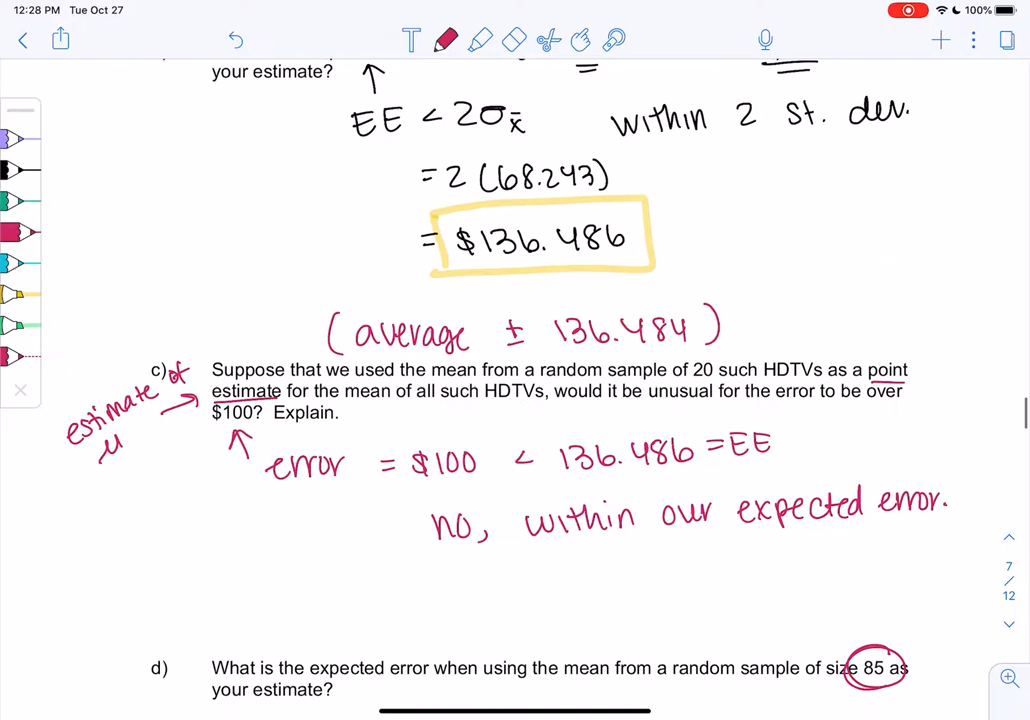 12:28 PM Tue Oct 27
100%
T
your estimate?
EE < 2σx̄ within 2 St. dev.
= 2 (68.243)
= $136.486
(average ± 136.484)
c) Suppose that we used the mean from a random sample of 20 such HDTVs as a point
estimate for the mean of all such HDTVs, would it be unusual for the error to be over
$100? Explain.
estimate of
μ
error = $100 < 136.486 = EE
no, within our expected error.
7
/
12
d) What is the expected error when using the mean from a random sample of size 85 as
your estimate?